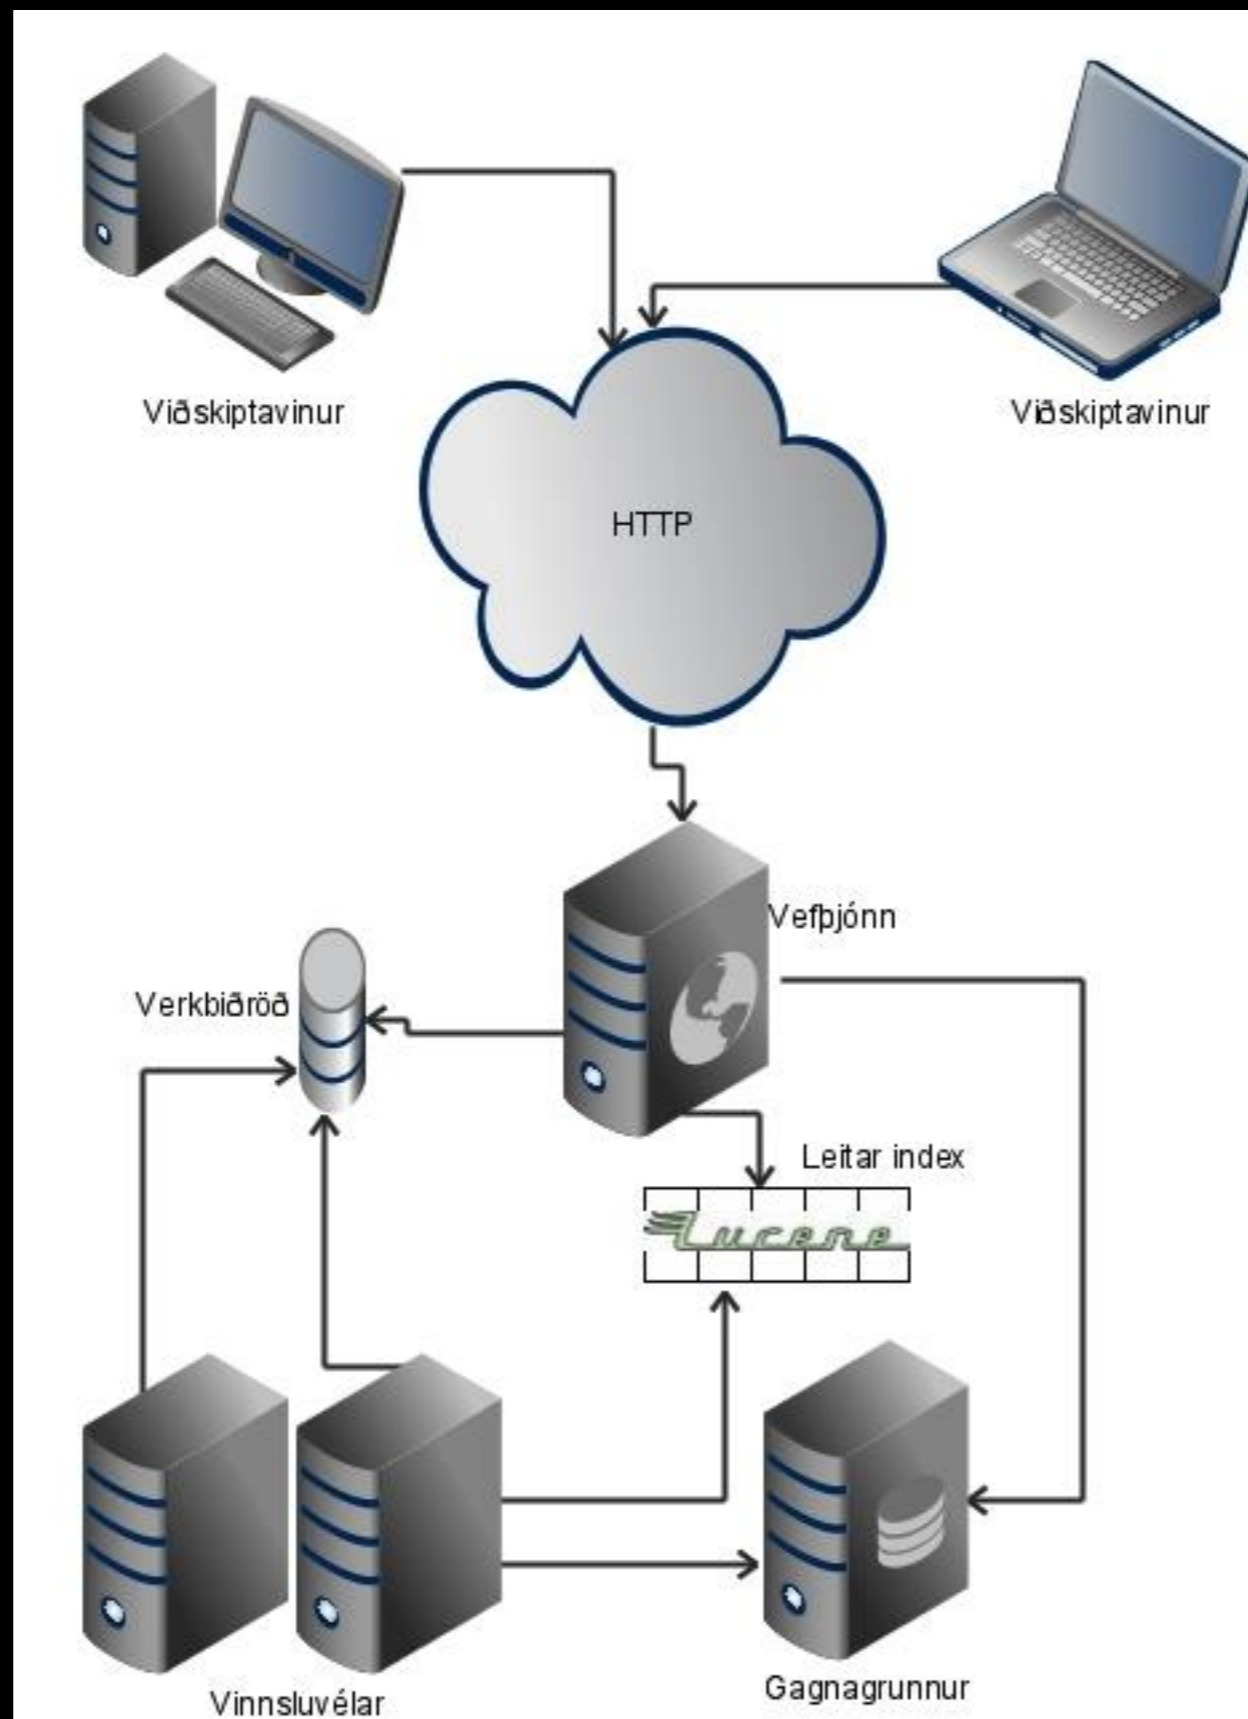 Viðskiptavinur
Viðskiptavinur
HTTP
Vefþjónn
Verkbiðröð
Leitar index
Lucene
Vinnsluvélar
Gagnagrunnur